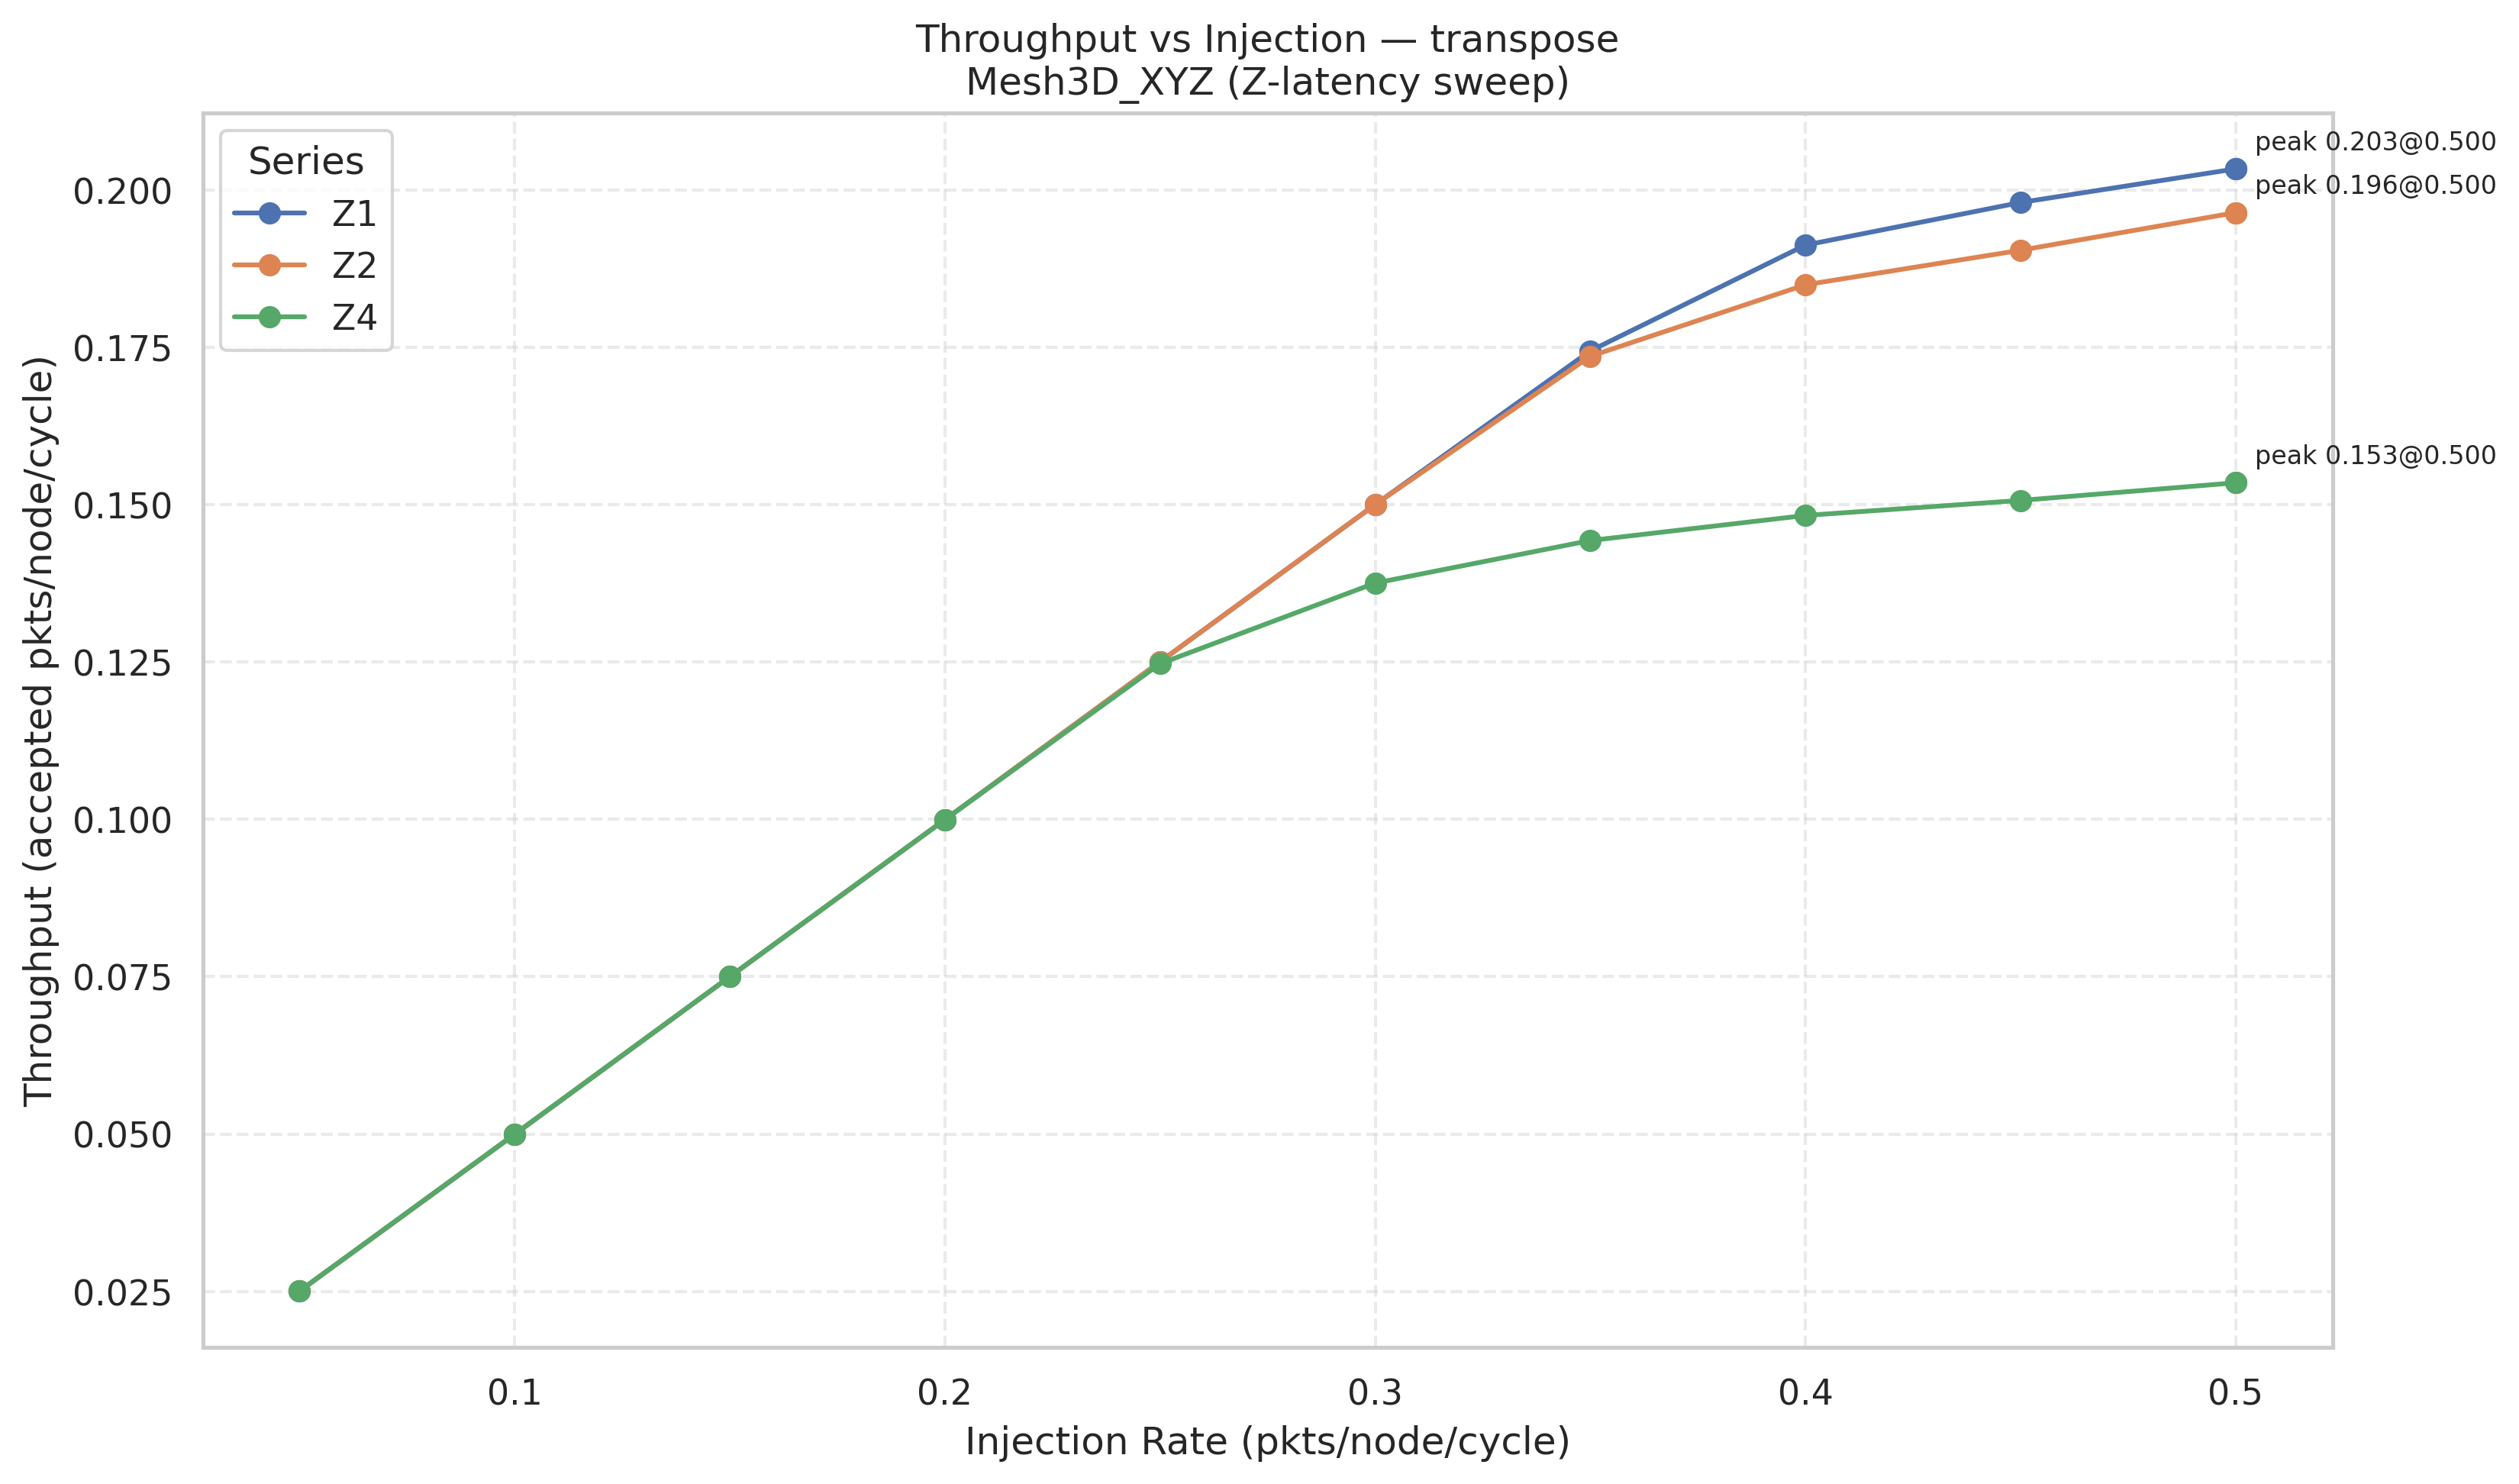 Throughput vs Injection — transpose
Mesh3D_XYZ (Z-latency sweep)
Series
Z1
Z2
Z4
peak 0.203@0.500
peak 0.196@0.500
peak 0.153@0.500
Throughput (accepted pkts/node/cycle)
0.200
0.175
0.150
0.125
0.100
0.075
0.050
0.025
0.1
0.2
0.3
0.4
0.5
Injection Rate (pkts/node/cycle)